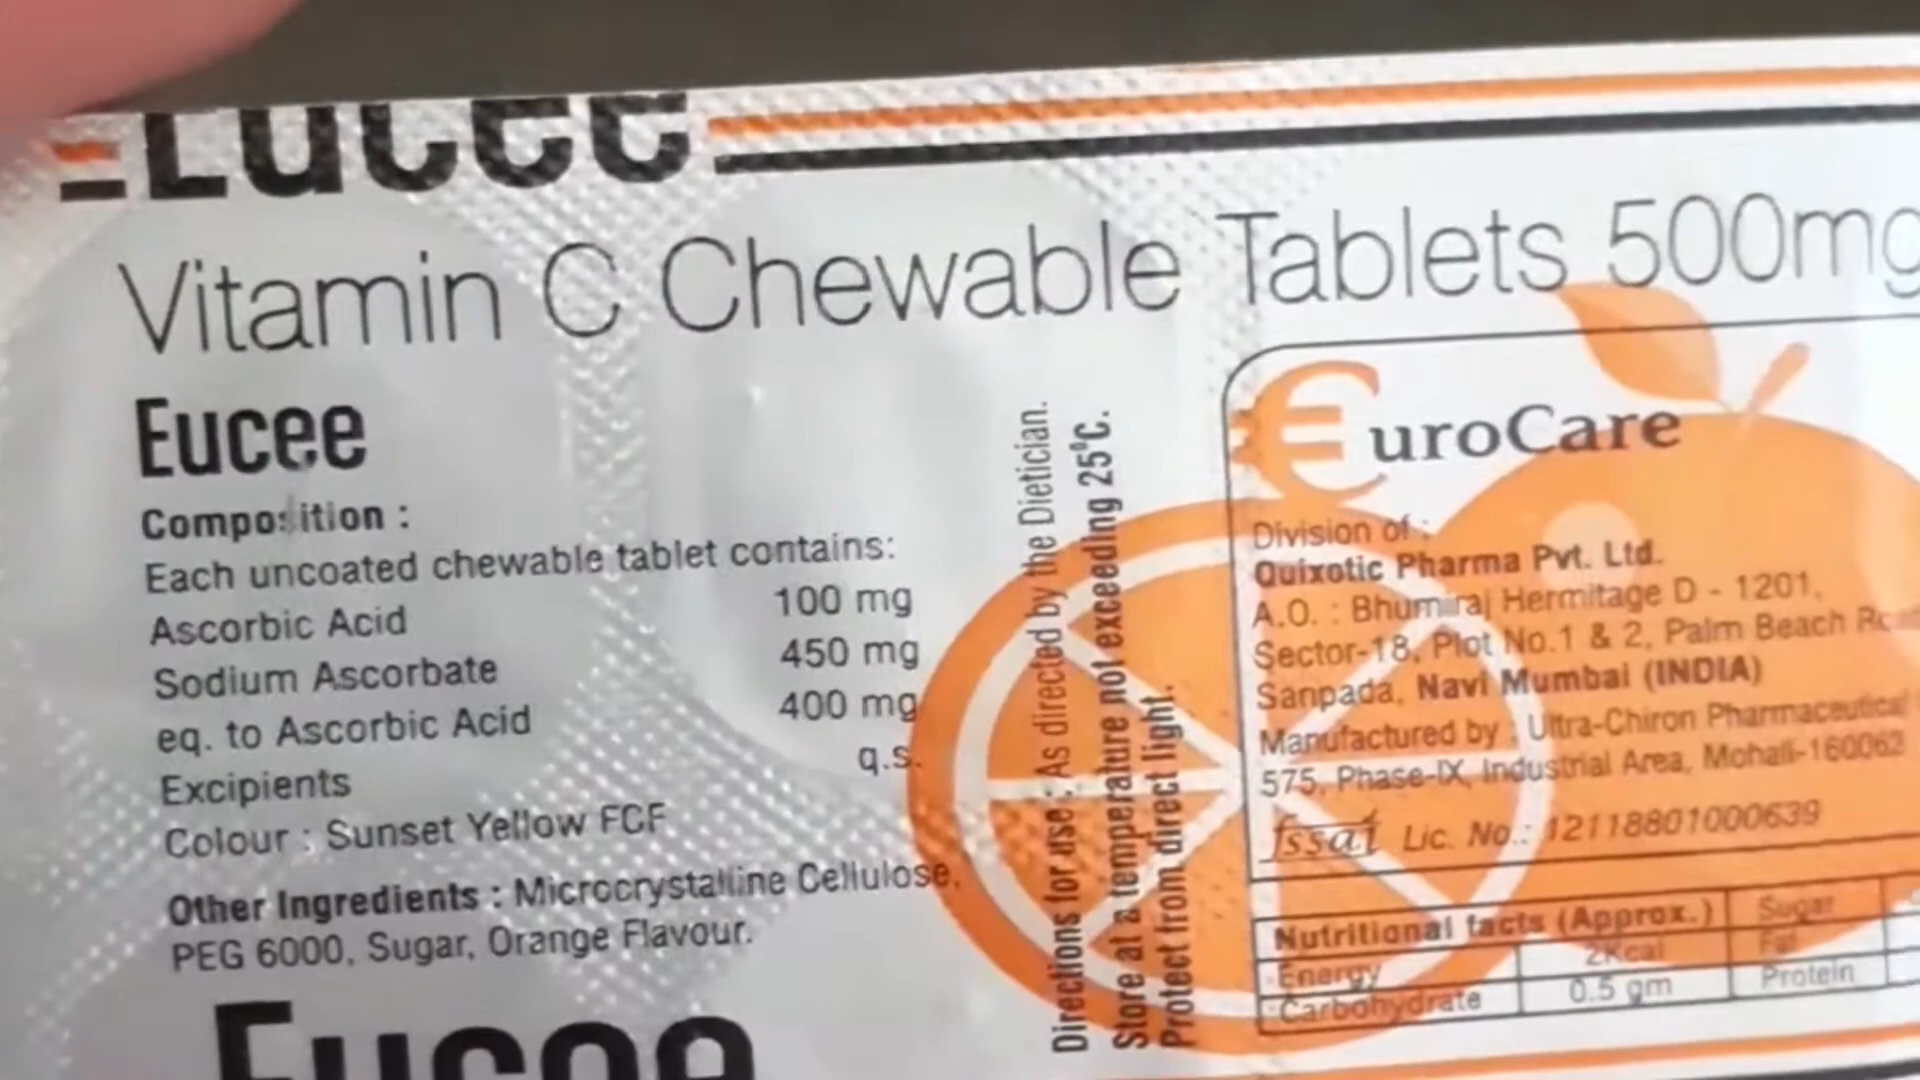 Eucee
Vitamin C Chewable Tablets 500mg
Eucee
Composition :
Each uncoated chewable tablet contains:
Ascorbic Acid 100 mg
Sodium Ascorbate 450 mg
eq. to Ascorbic Acid 400 mg
Excipients q.s.
Colour : Sunset Yellow FCF
Other Ingredients : Microcrystalline Cellulose,
PEG 6000, Sugar, Orange Flavour.
Directions for use : As directed by the Dietician.
Store at a temperature not exceeding 25ºC.
Protect from direct light.
€uroCare
Division of :
Quixotic Pharma Pvt. Ltd.
A.O. : Bhumiraj Hermitage D - 1201,
Sector-18, Plot No.1 & 2, Palm Beach
Sanpada, Navi Mumbai (INDIA)
Manufactured by : Ultra-Chiron Pharmaceutical
575, Phase-IX, Industrial Area, Mohali-160062
fssai Lic. No.: 12118801000639
Nutritional facts (Approx.) Sugar
Energy 2Kcal Fat
Carbohydrate 0.5 gm Protein
Eucee